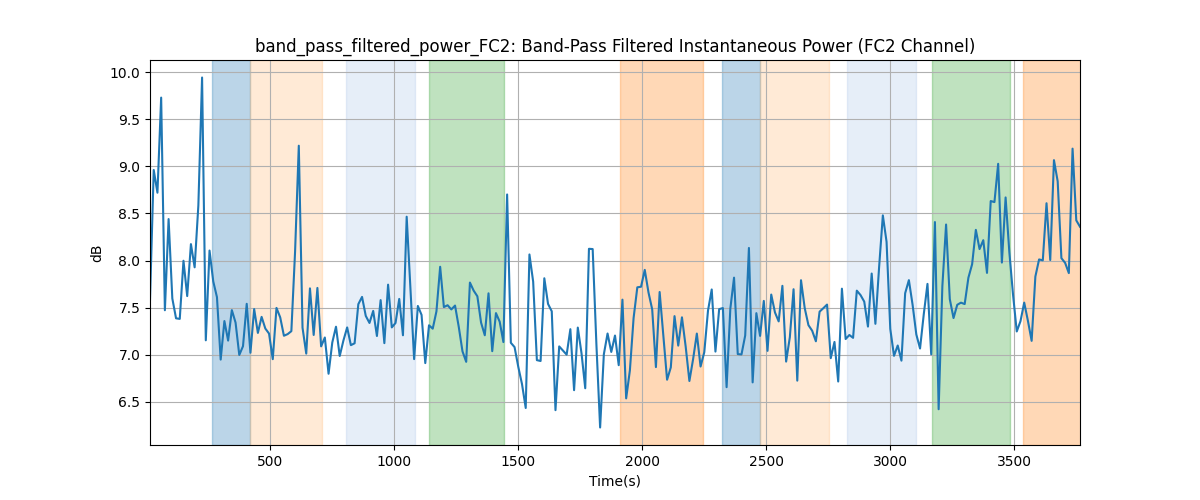 band_pass_filtered_power_FC2: Band-Pass Filtered Instantaneous Power (FC2 Channel)
10.0
9.5
9.0
8.5
8.0
7.5
7.0
6.5
dB
500 1000 1500 2000 2500 3000 3500
Time(s)